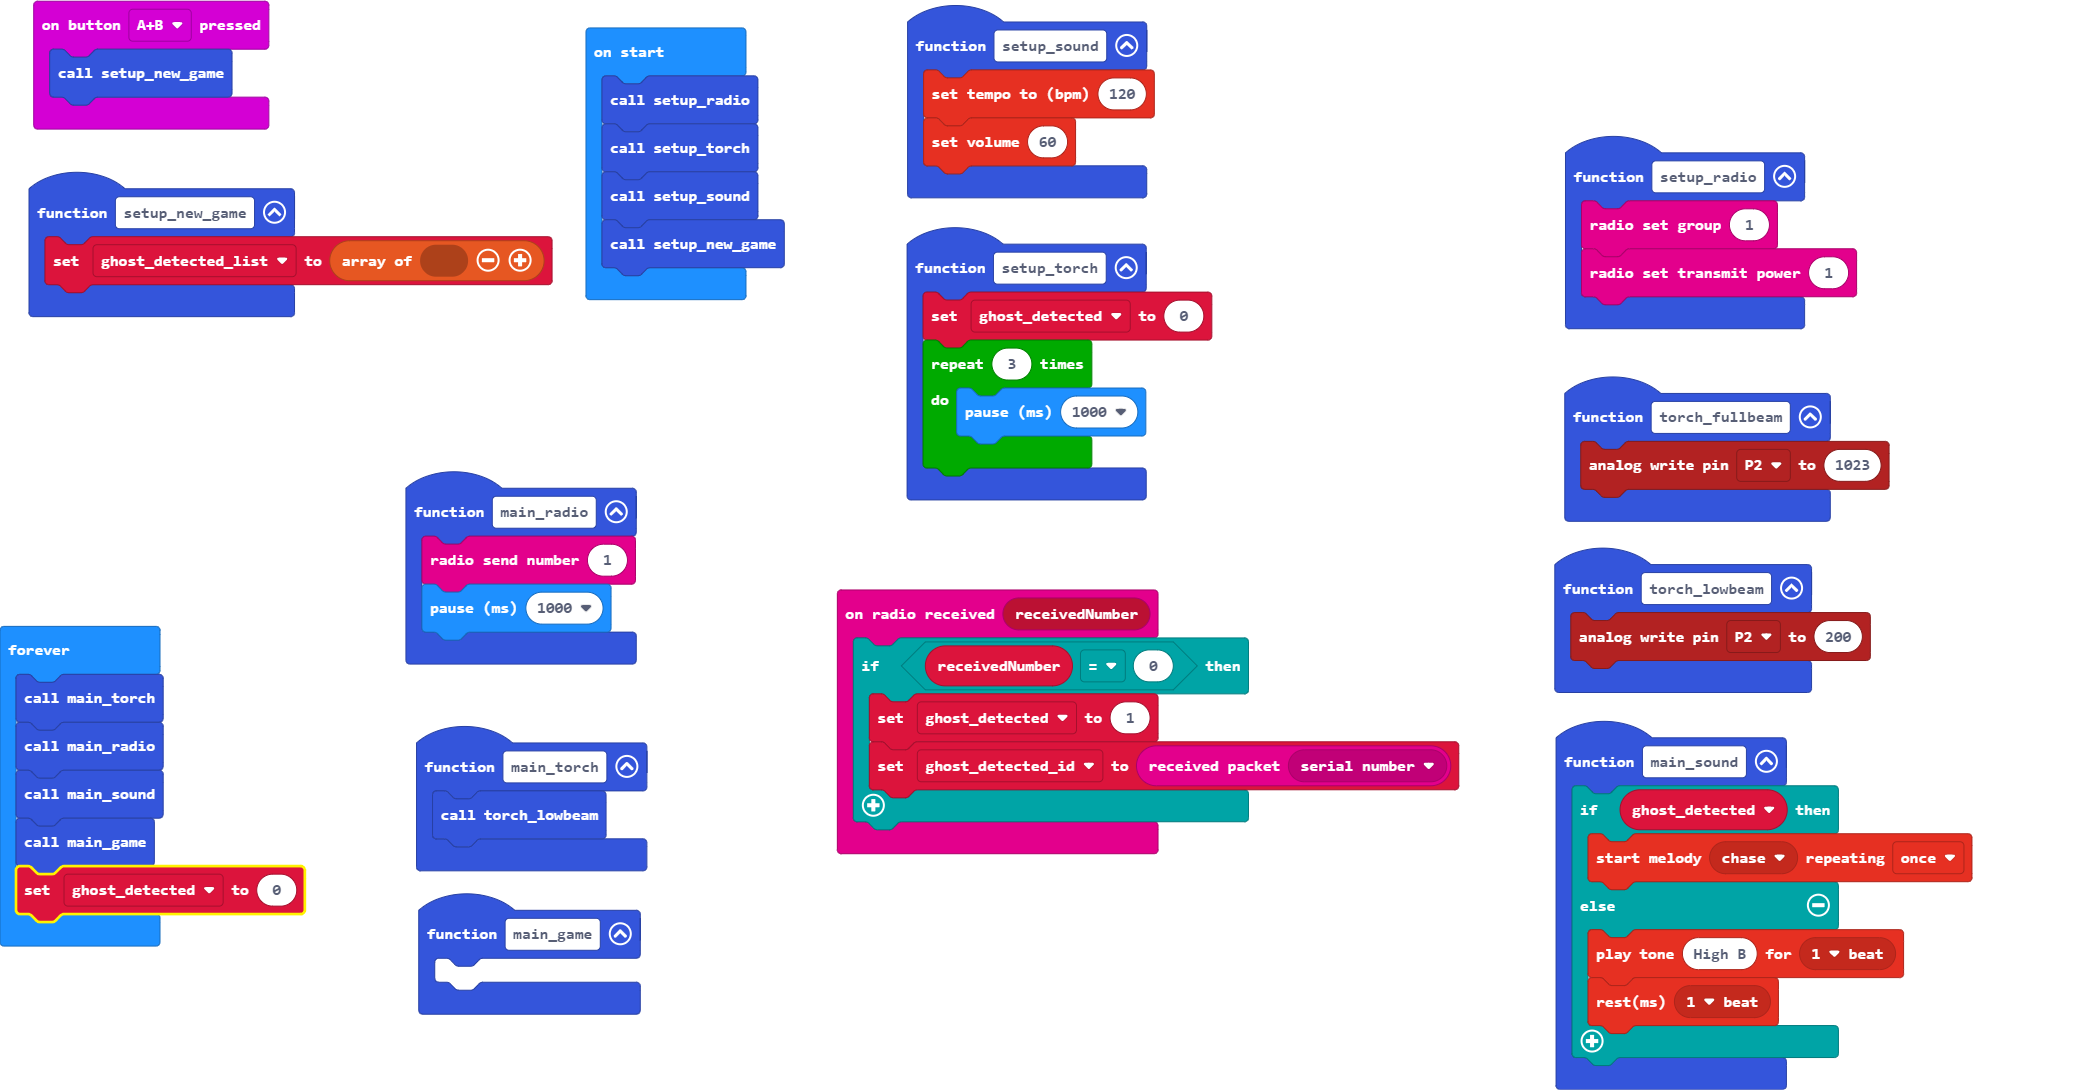 on button A+B pressed
call setup_new_game
function setup_new_game
set ghost_detected_list to array of
on start
call setup_radio
call setup_torch
call setup_sound
call setup_new_game
function setup_sound
set tempo to (bpm) 120
set volume 60
function setup_torch
set ghost_detected to 0
repeat 3 times
do pause (ms) 1000
function setup_radio
radio set group 1
radio set transmit power 1
function torch_fullbeam
analog write pin P2 to 1023
function torch_lowbeam
analog write pin P2 to 200
function main_radio
radio send number 1
pause (ms) 1000
forever
call main_torch
call main_radio
call main_sound
call main_game
set ghost_detected to 0
function main_torch
call torch_lowbeam
function main_game
on radio received receivedNumber
if receivedNumber = 0 then
set ghost_detected to 1
set ghost_detected_id to received packet serial number
function main_sound
if ghost_detected then
start melody chase repeating once
else
play tone High B for 1 beat
rest(ms) 1 beat